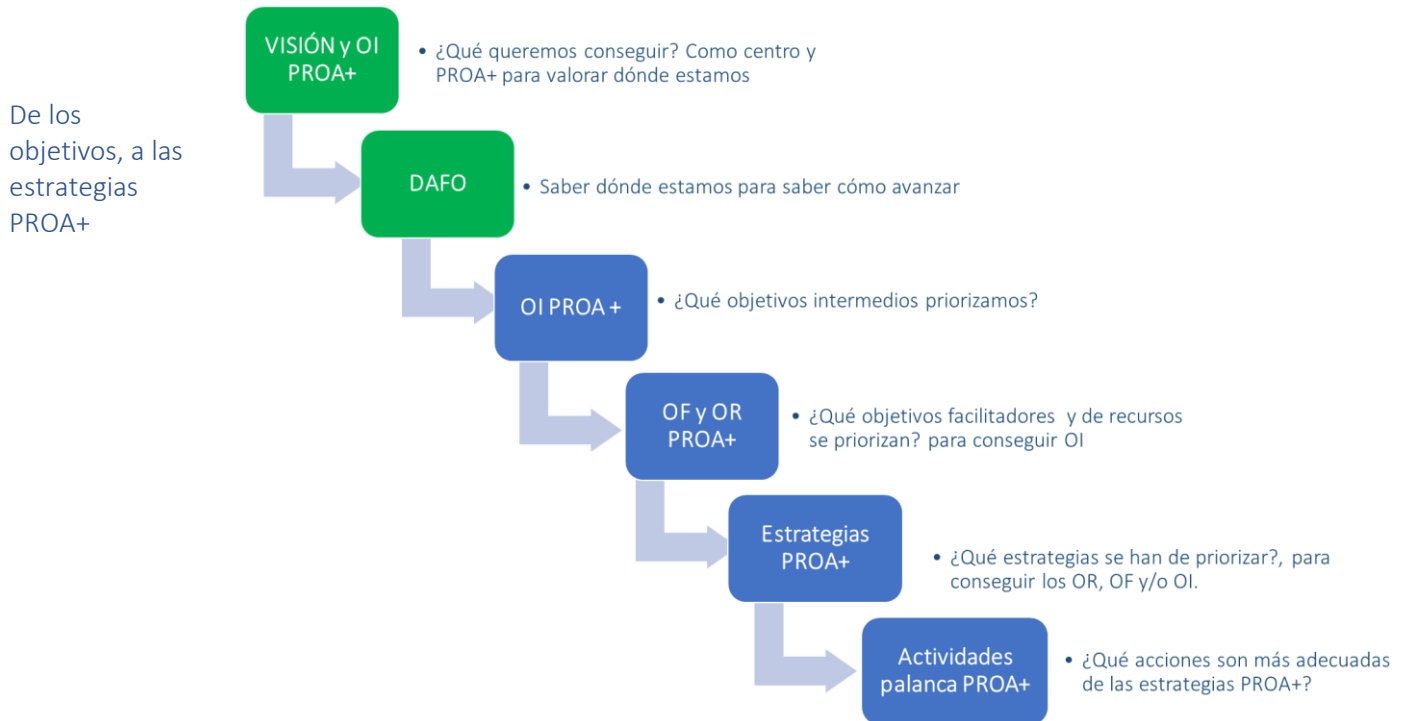 VISIÓN y OI
PROA+
• ¿Qué queremos conseguir? Como centro y
PROA+ para valorar dónde estamos
De los
objetivos, a las
estrategias
PROA+
DAFO
• Saber dónde estamos para saber cómo avanzar
OI PROA +
• ¿Qué objetivos intermedios priorizamos?
OF y OR
PROA+
• ¿Qué objetivos facilitadores y de recursos
se priorizan? para conseguir OI
Estrategias
PROA+
• ¿Qué estrategias se han de priorizar?, para
conseguir los OR, OF y/o OI.
Actividades
palanca PROA+
• ¿Qué acciones son más adecuadas
de las estrategias PROA+?